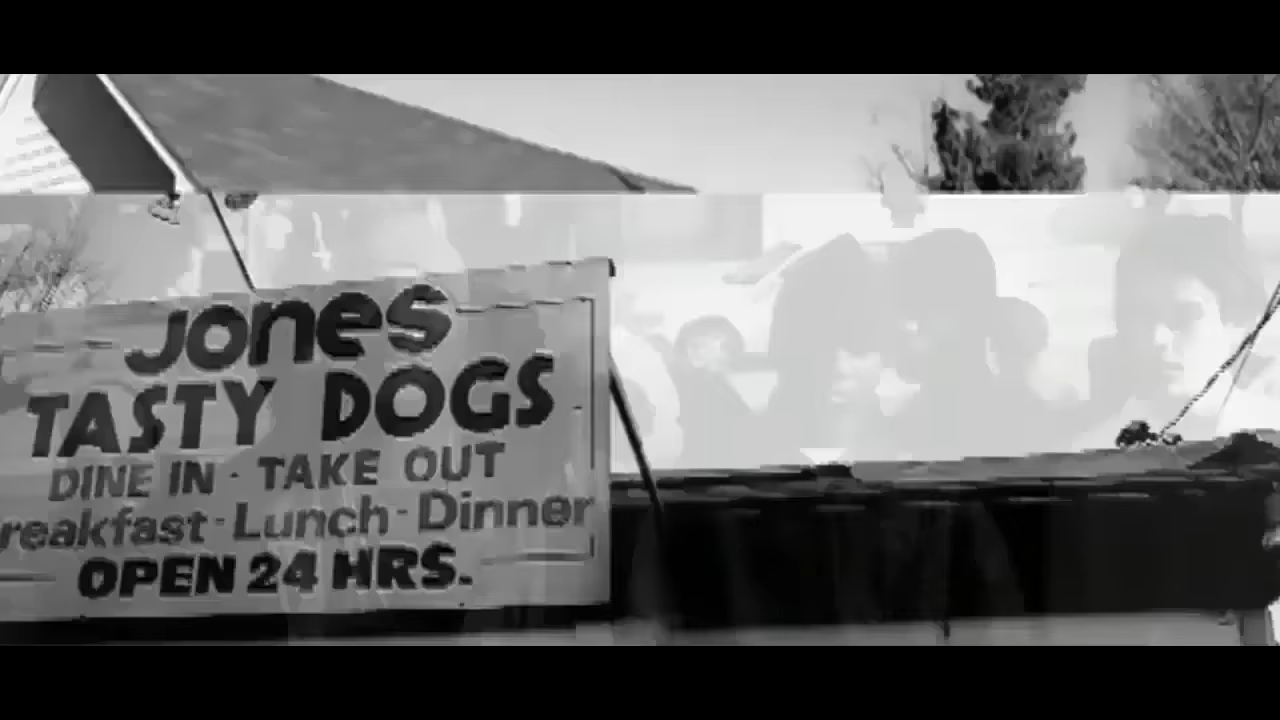 Jones
TASTY DOGS
DINE IN - TAKE OUT
reakfast - Lunch - Dinner
OPEN 24 HRS.